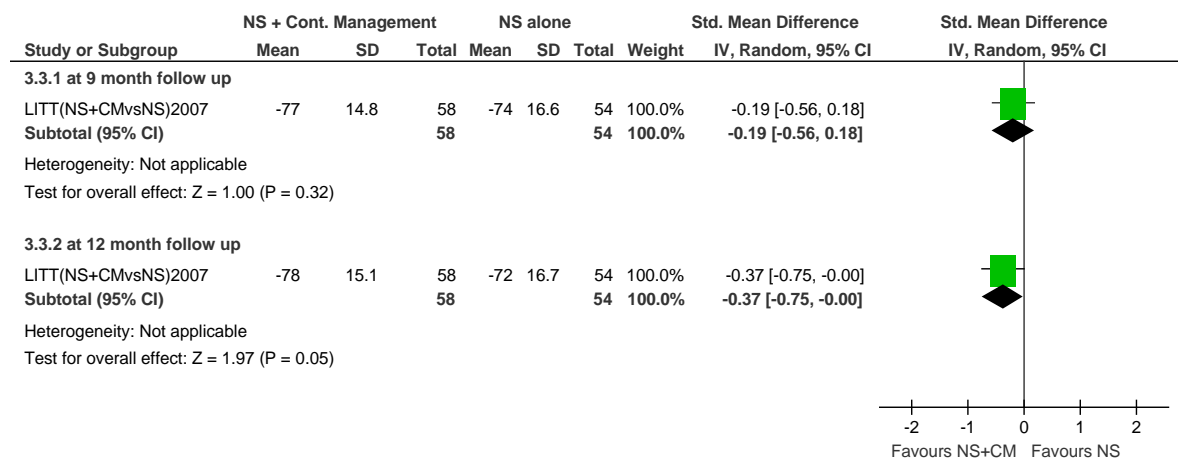 NS + Cont. Management NS alone Std. Mean Difference Std. Mean Difference
Study or Subgroup Mean SD Total Mean SD Total Weight IV, Random, 95% CI IV, Random, 95% CI
3.3.1 at 9 month follow up
LITT(NS+CMvsNS)2007 -77 14.8 58 -74 16.6 54 100.0% -0.19 [-0.56, 0.18]
Subtotal (95% CI) 58 54 100.0% -0.19 [-0.56, 0.18]
Heterogeneity: Not applicable
Test for overall effect: Z = 1.00 (P = 0.32)
3.3.2 at 12 month follow up
LITT(NS+CMvsNS)2007 -78 15.1 58 -72 16.7 54 100.0% -0.37 [-0.75, -0.00]
Subtotal (95% CI) 58 54 100.0% -0.37 [-0.75, -0.00]
Heterogeneity: Not applicable
Test for overall effect: Z = 1.97 (P = 0.05)
-2 -1 0 1 2
Favours NS+CM Favours NS